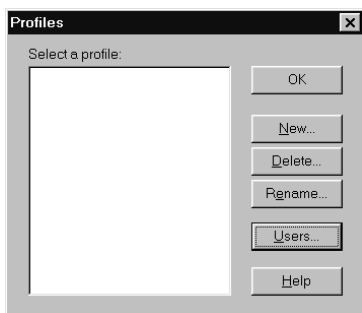 Profiles
Select a profile:
OK
New...
Delete...
Rename...
Users...
Help